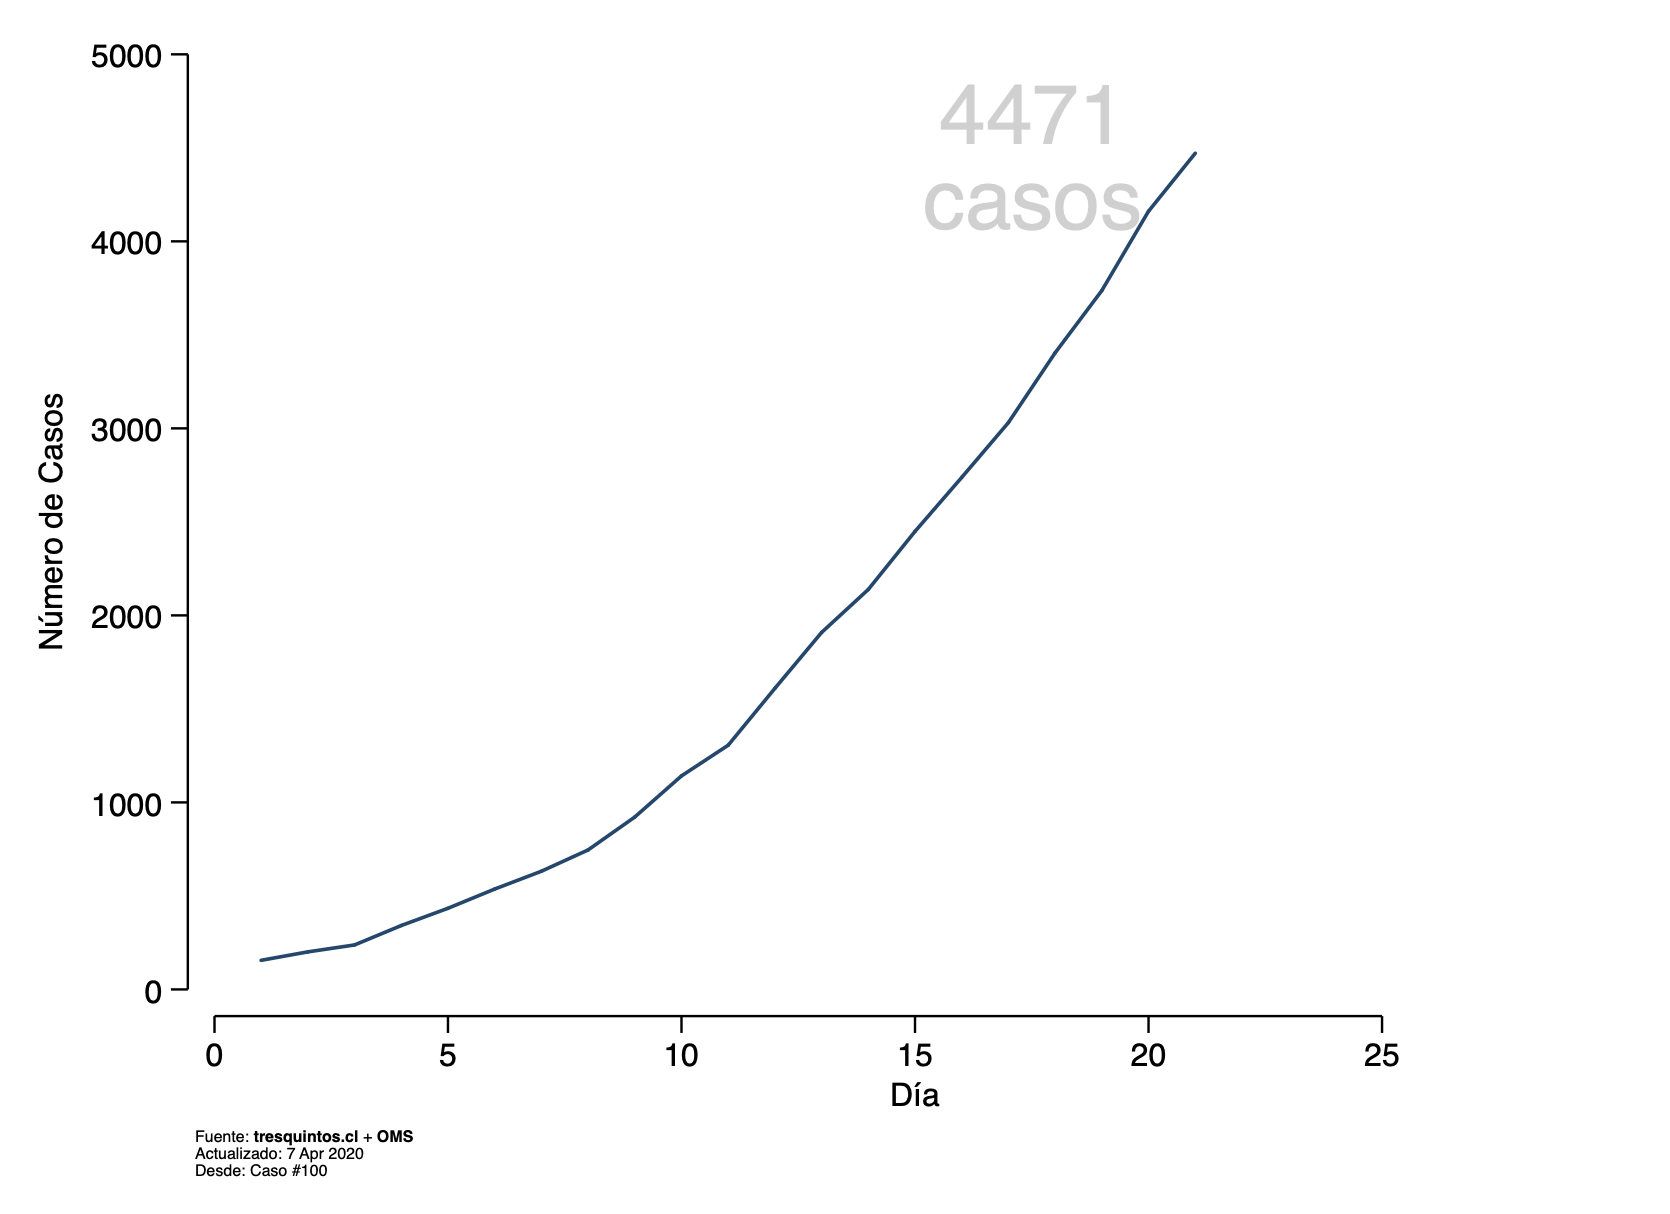 5000
4000
3000
2000
1000
0
Número de Casos
4471
casos
0 5 10 15 20 25
Día
Fuente: tresquintos.cl + OMS
Actualizado: 7 Apr 2020
Desde: Caso #100